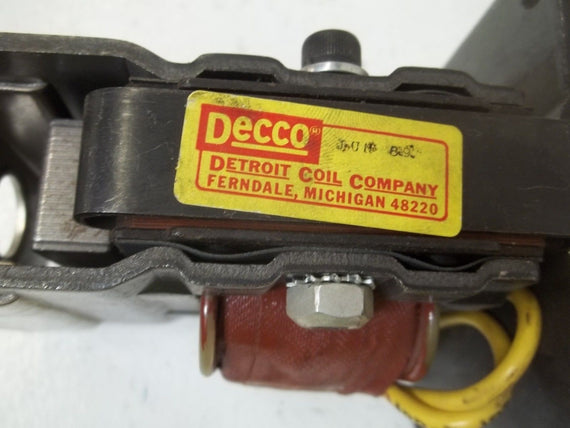 Decco®
DETROIT COIL COMPANY
FERNDALE, MICHIGAN 48220